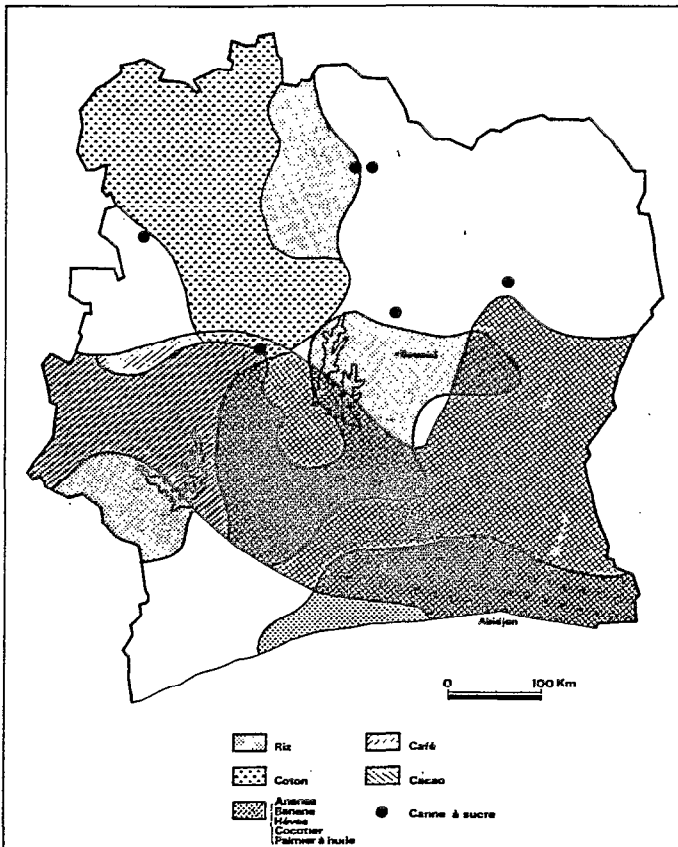 Abidjan
0 100 Km
Riz
Café
Coton
Cacao
Ananas
Banane
Hévéa
Cocotier
Palmier à huile
Canne à sucre